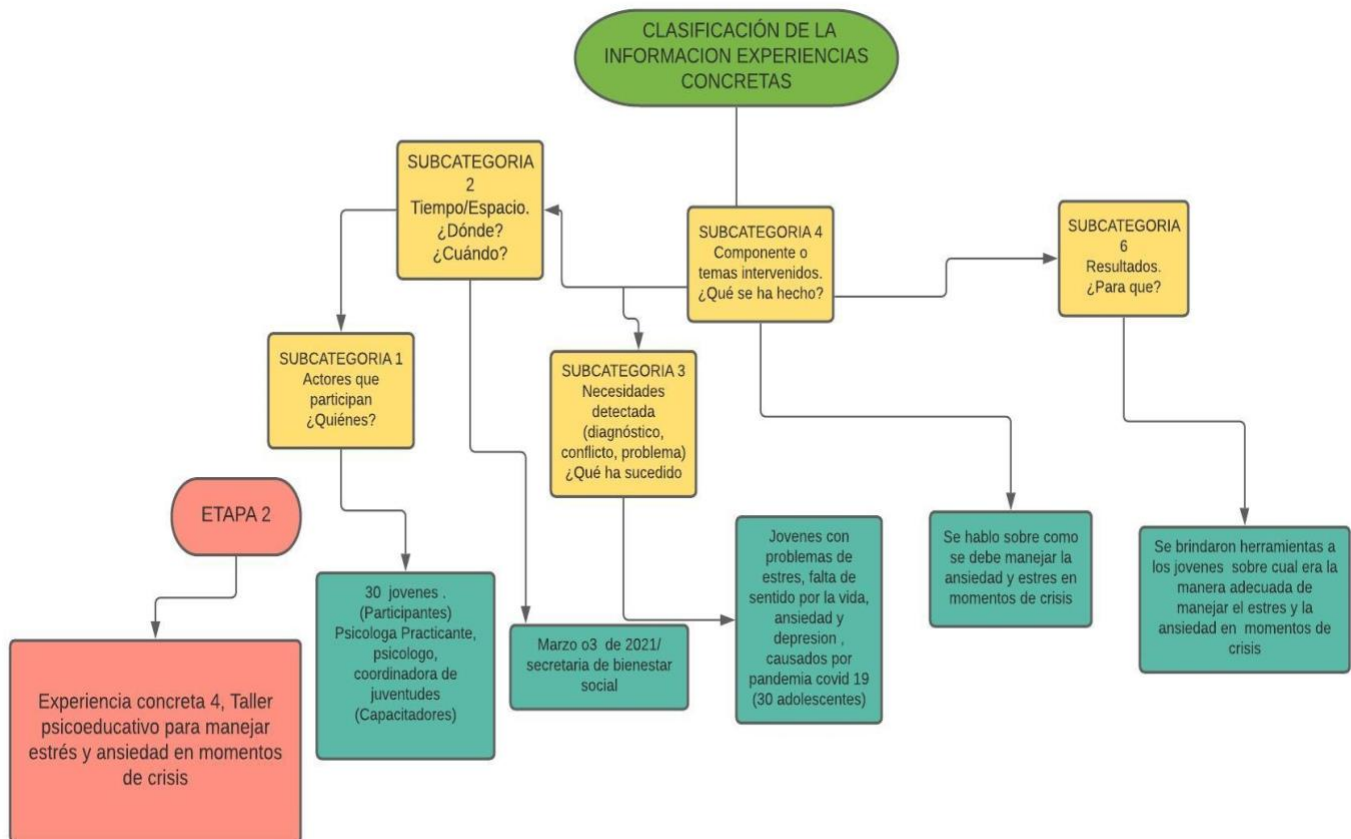 CLASIFICACIÓN DE LA
INFORMACION EXPERIENCIAS
CONCRETAS
SUBCATEGORIA
2
Tiempo/Espacio.
¿Dónde?
¿Cuándo?
SUBCATEGORIA 4
Componente o
temas intervenidos.
¿Qué se ha hecho?
SUBCATEGORIA
6
Resultados.
¿Para que?
SUBCATEGORIA 1
Actores que
participan
¿Quiénes?
SUBCATEGORIA 3
Necesidades
detectada
(diagnóstico,
conflicto, problema)
¿Qué ha sucedido
ETAPA 2
30 jovenes .
(Participantes)
Psicologa Practicante,
psicologo,
coordinadora de
juventudes
(Capacitadores)
Marzo o3 de 2021/
secretaria de bienestar
social
Jovenes con
problemas de
estres, falta de
sentido por la vida,
ansiedad y
depresion ,
causados por
pandemia covid 19
(30 adolescentes)
Se hablo sobre como
se debe manejar la
ansiedad y estres en
momentos de crisis
Se brindaron herramientas a
los jovenes sobre cual era la
manera adecuada de
manejar el estres y la
ansiedad en momentos de
crisis
Experiencia concreta 4, Taller
psicoeducativo para manejar
estrés y ansiedad en momentos
de crisis